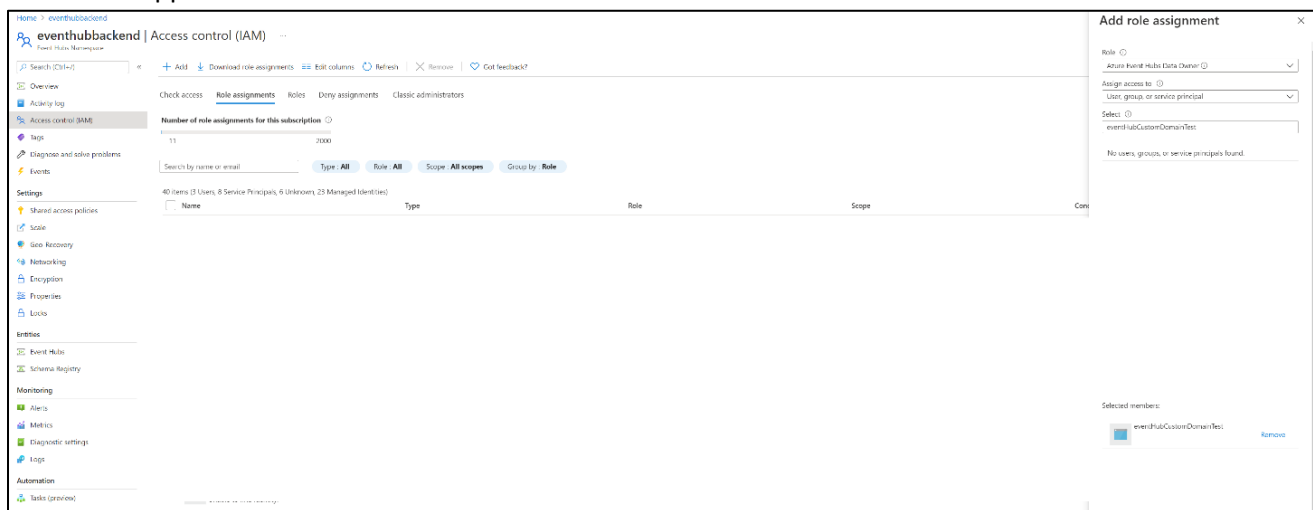 Home > eventhubbackend
eventhubbackend | Access control (IAM) ...
Event Hubs Namespace
Search (Ctrl+/)
«
+ Add
Download role assignments
Edit columns
Refresh
Remove
Got feedback?
Overview
Activity log
Access control (IAM)
Tags
Diagnose and solve problems
Events
Settings
Shared access policies
Scale
Geo-Recovery
Networking
Encryption
Properties
Locks
Entities
Event Hubs
Schema Registry
Monitoring
Alerts
Metrics
Diagnostic settings
Logs
Automation
Tasks (preview)
Check access
Role assignments
Roles
Deny assignments
Classic administrators
Number of role assignments for this subscription
11
2000
Search by name or email
Type : All
Role : All
Scope : All scopes
Group by : Role
40 items (3 Users, 8 Service Principals, 6 Unknown, 23 Managed Identities)
Name
Type
Role
Scope
Con
Add role assignment
Role
Azure Event Hubs Data Owner
Assign access to
User, group, or service principal
Select
eventHubCustomDomainTest
No users, groups, or service principals found.
Selected members:
eventHubCustomDomainTest
Remove